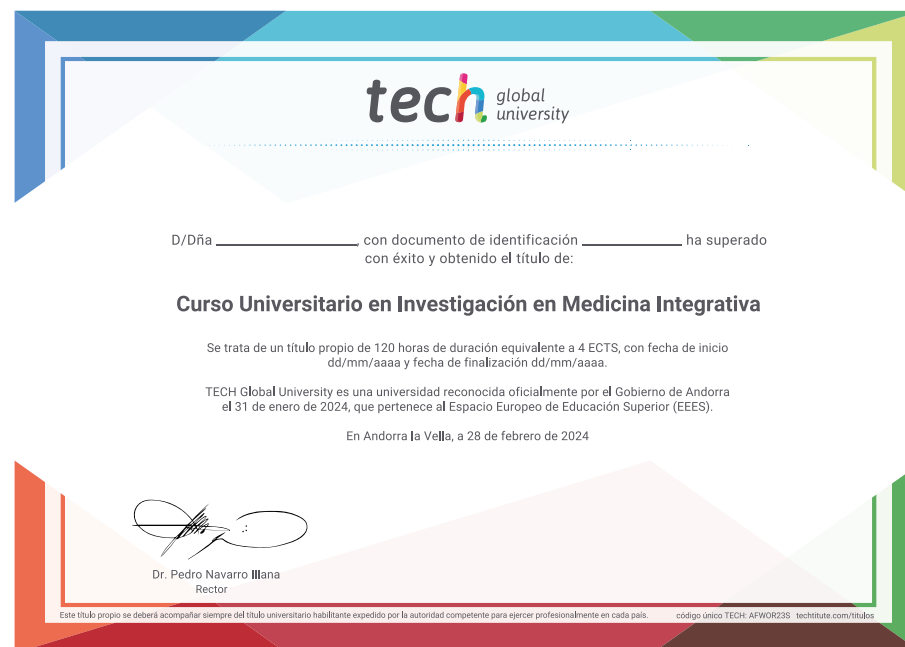 tech global
university
D/Dña ______________, con documento de identificación __________ ha superado
con éxito y obtenido el título de:
Curso Universitario en Investigación en Medicina Integrativa
Se trata de un título propio de 120 horas de duración equivalente a 4 ECTS, con fecha de inicio
dd/mm/aaaa y fecha de finalización dd/mm/aaaa.
TECH Global University es una universidad reconocida oficialmente por el Gobierno de Andorra
el 31 de enero de 2024, que pertenece al Espacio Europeo de Educación Superior (EEES).
En Andorra la Vella, a 28 de febrero de 2024
Dr. Pedro Navarro Illana
Rector
Este título propio se deberá acompañar siempre del título universitario habilitante expedido por la autoridad competente para ejercer profesionalmente en cada país. código único TECH: AFWOR23S techtitute.com/titulos